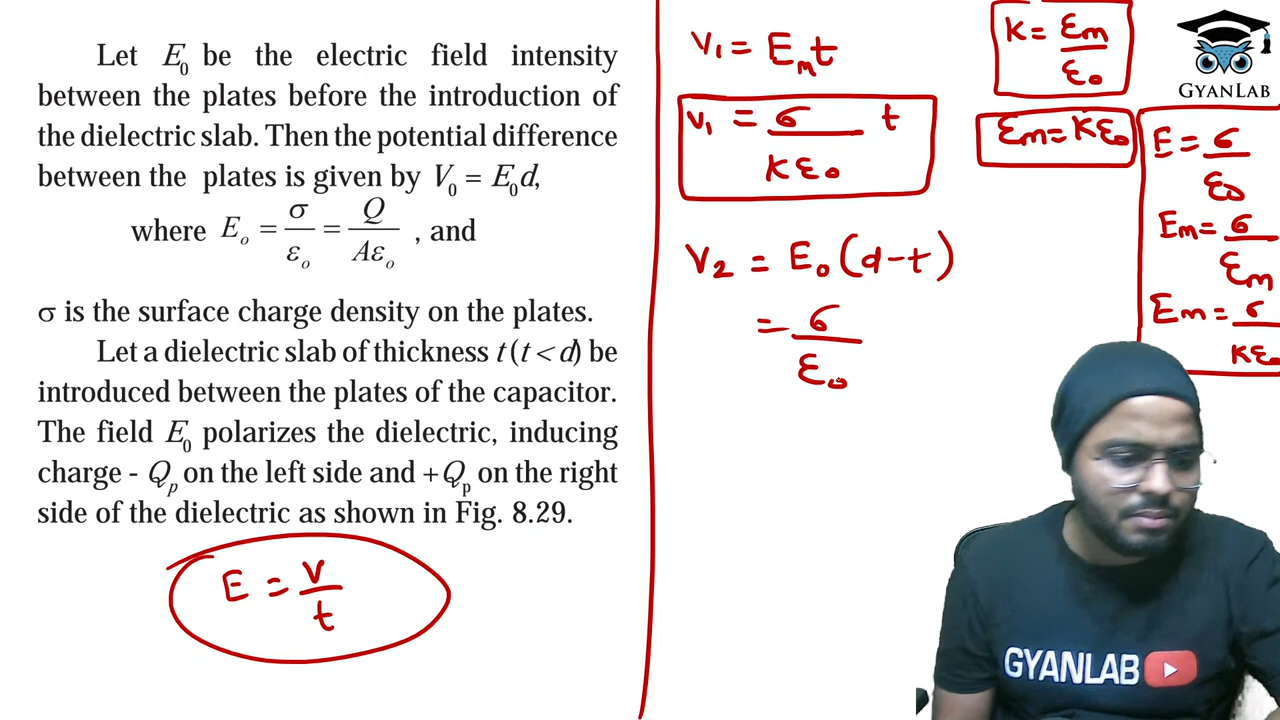 Let E₀ be the electric field intensity
between the plates before the introduction of
the dielectric slab. Then the potential difference
between the plates is given by V₀ = E₀d,
where Eₒ = σ/εₒ = Q/Aεₒ , and
σ is the surface charge density on the plates.
Let a dielectric slab of thickness t (t < d) be
introduced between the plates of the capacitor.
The field E₀ polarizes the dielectric, inducing
charge - Qₚ on the left side and +Qₚ on the right
side of the dielectric as shown in Fig. 8.29.
E = V/t
V₁ = Eₘt
V₁ = σ/Kε₀ t
V₂ = E₀(d-t)
= σ/ε₀
K = εₘ/ε₀
εₘ = Kε₀
E = σ/ε₀
Eₘ = σ/εₘ
Eₘ = σ/Kε₀
GYANLAB
GYANLAB